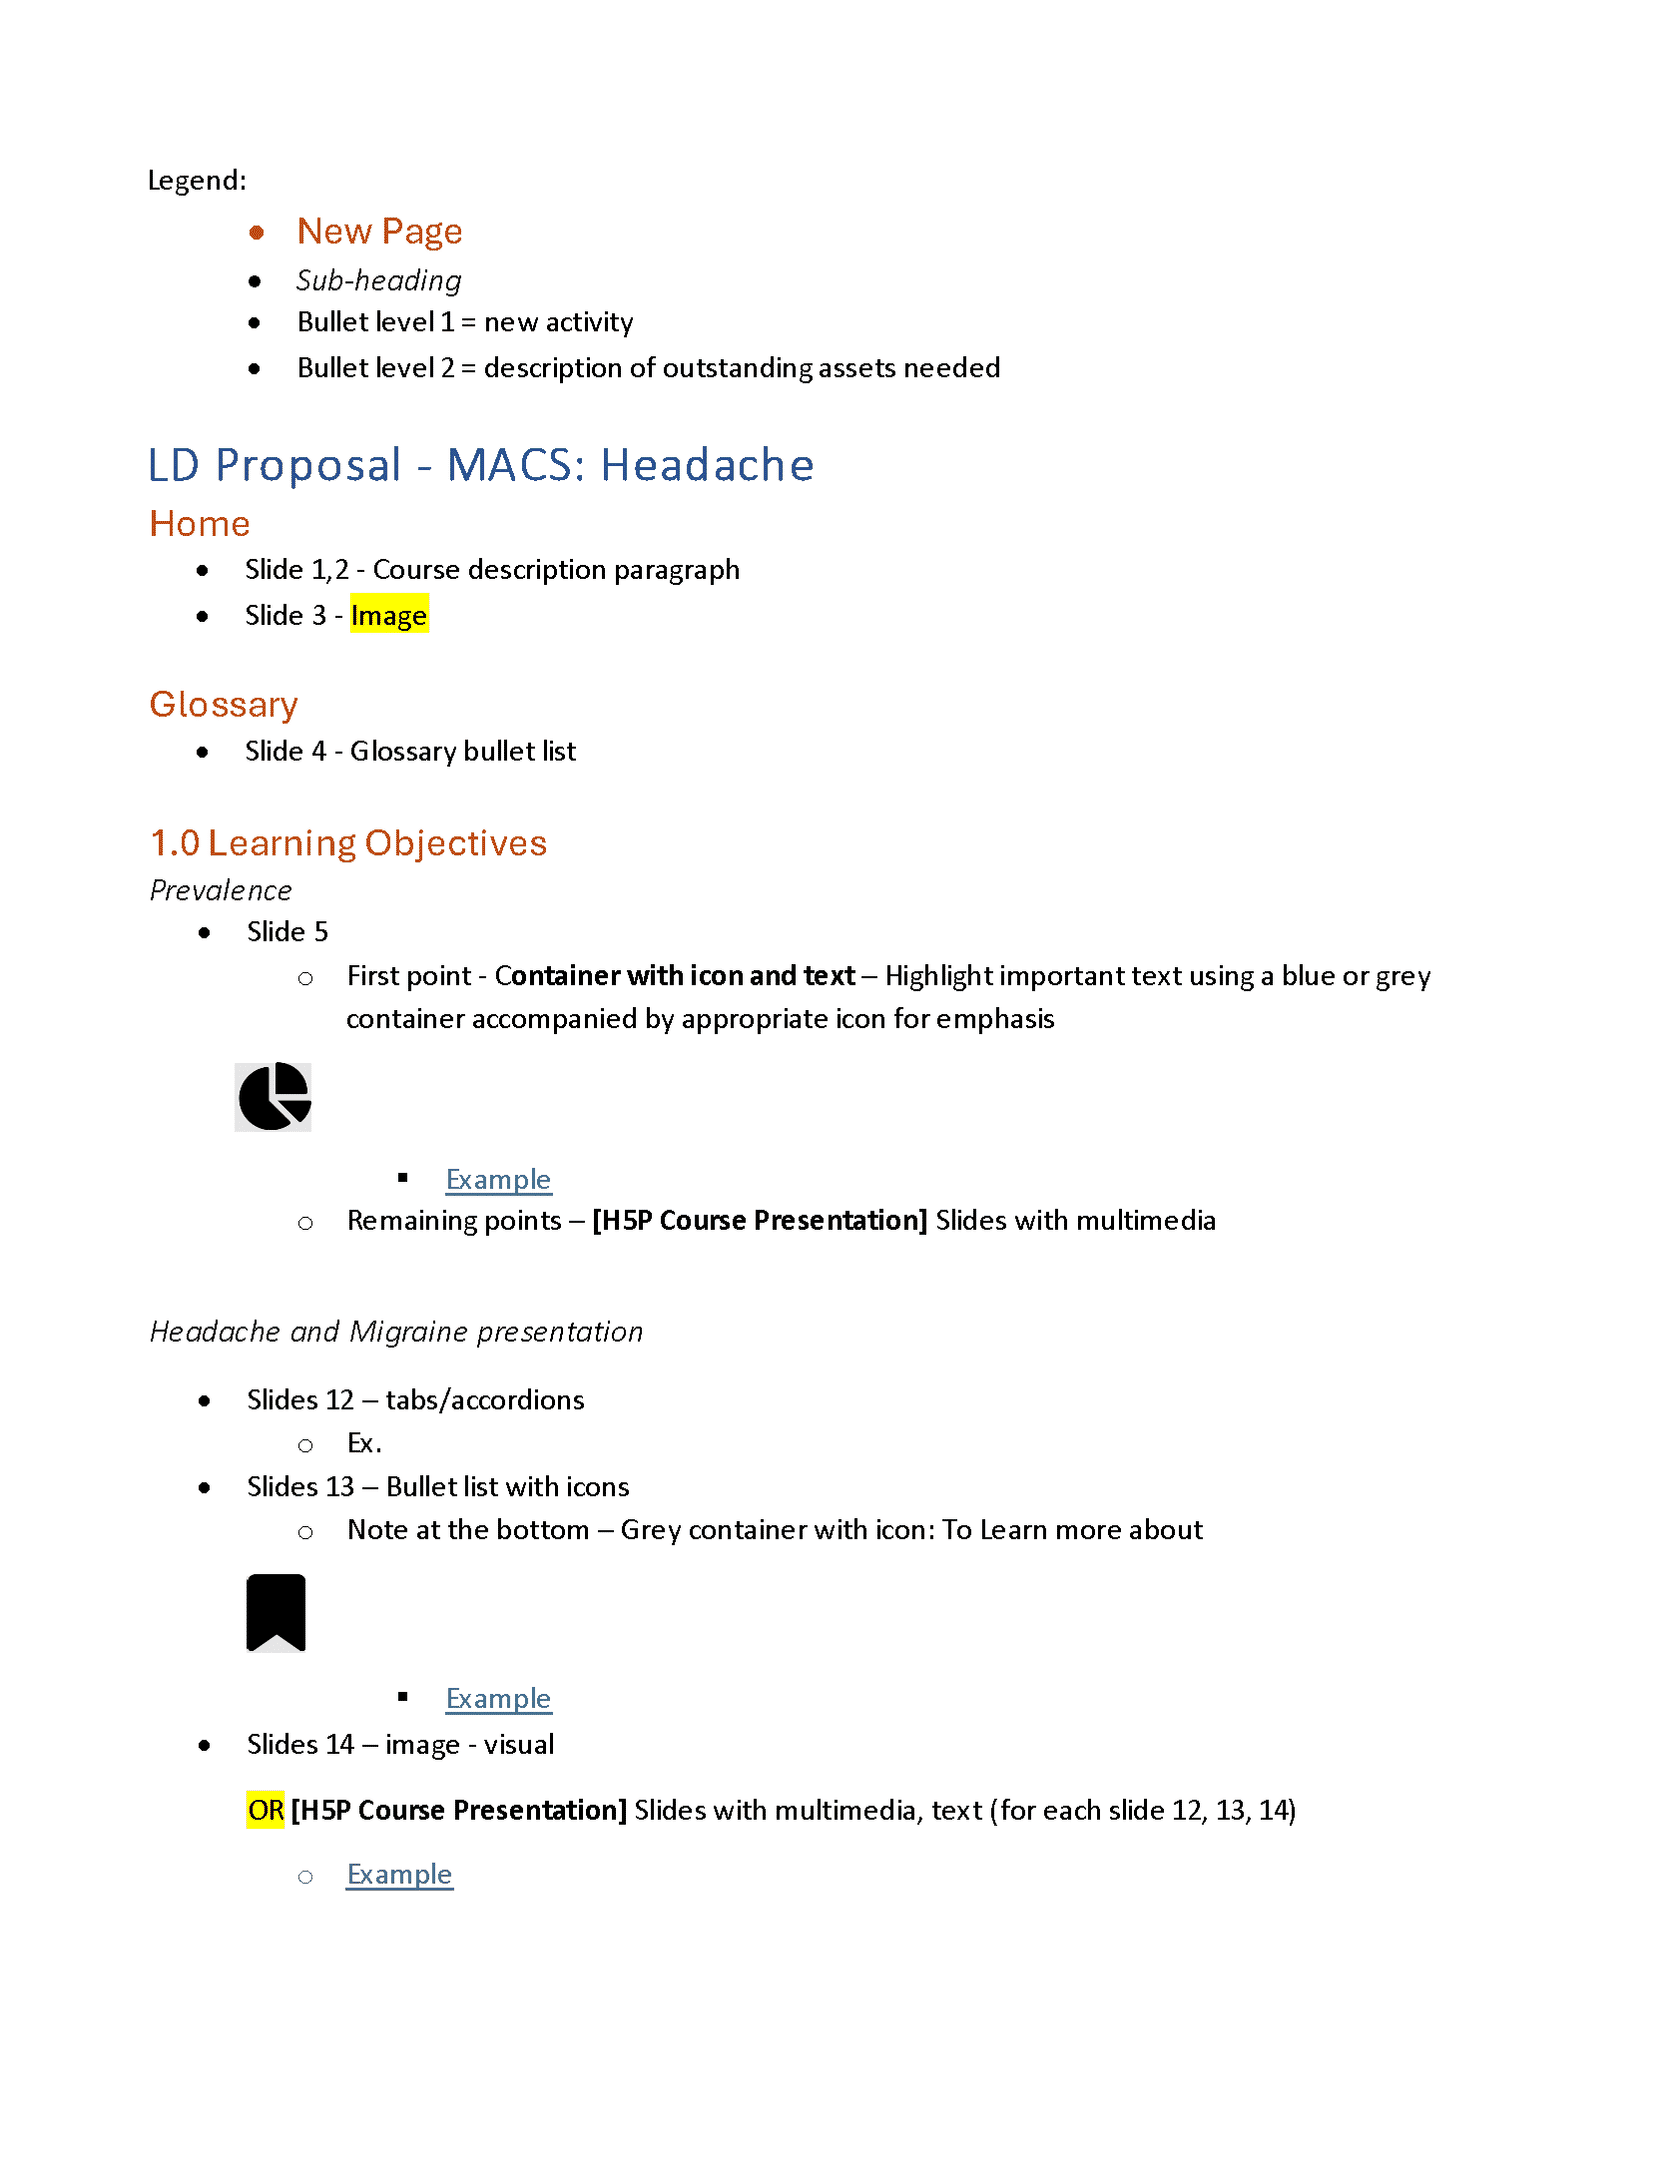 Legend:
• New Page
• Sub-heading
• Bullet level 1 = new activity
• Bullet level 2 = description of outstanding assets needed
LD Proposal - MACS: Headache
Home
• Slide 1,2 - Course description paragraph
• Slide 3 - Image
Glossary
• Slide 4 - Glossary bullet list
1.0 Learning Objectives
Prevalence
• Slide 5
o First point - Container with icon and text – Highlight important text using a blue or grey
container accompanied by appropriate icon for emphasis
▪ Example
o Remaining points – [H5P Course Presentation] Slides with multimedia
Headache and Migraine presentation
• Slides 12 – tabs/accordions
o Ex.
• Slides 13 – Bullet list with icons
o Note at the bottom – Grey container with icon: To Learn more about
▪ Example
• Slides 14 – image - visual
OR [H5P Course Presentation] Slides with multimedia, text (for each slide 12, 13, 14)
o Example